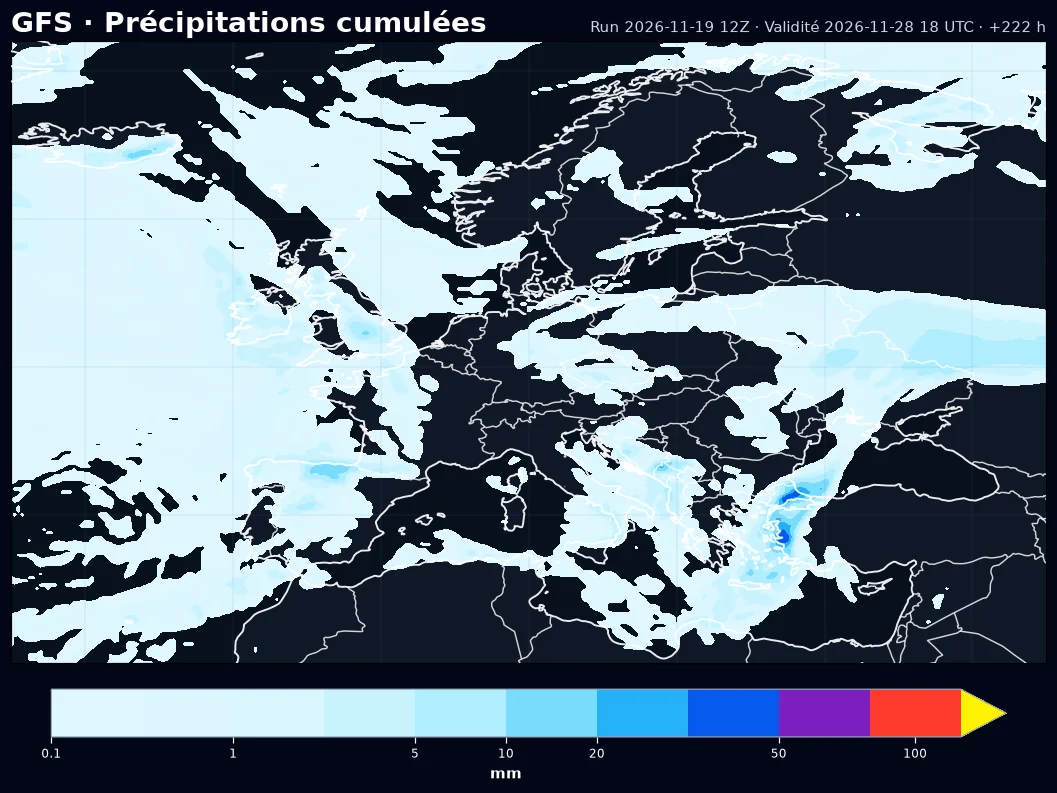 GFS · Précipitations cumulées
Run 2026-11-19 12Z · Validité 2026-11-28 18 UTC · +222 h
0.1 1 5 10 20 50 100
mm